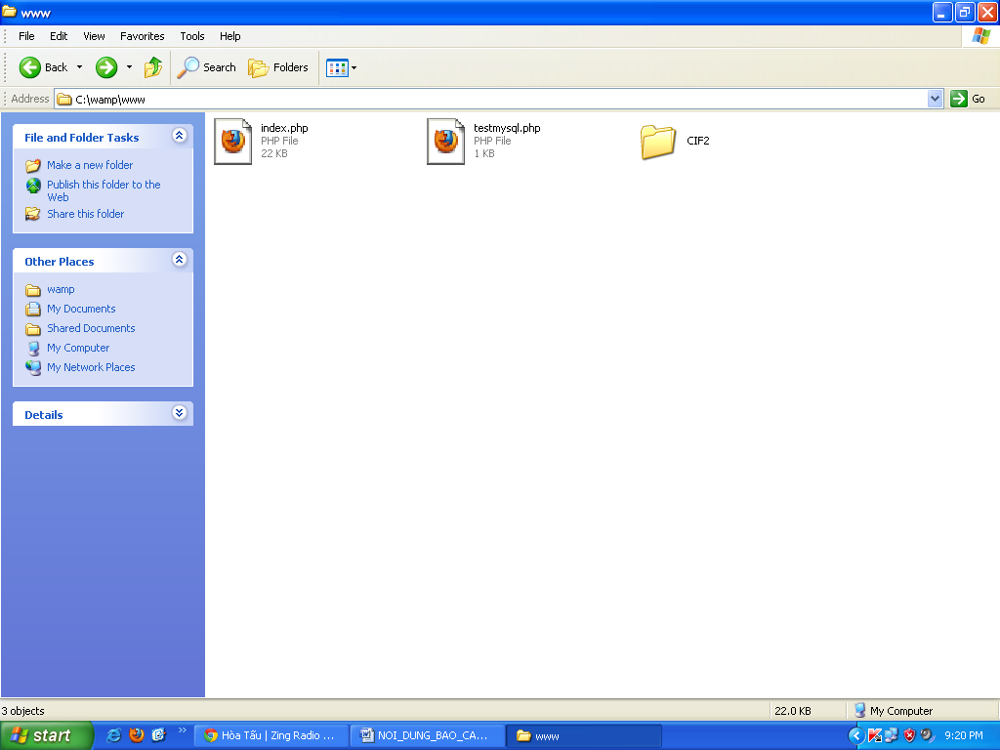 www
File Edit View Favorites Tools Help
Back Search Folders
Address C:\wamp\www Go
File and Folder Tasks
Make a new folder
Publish this folder to the
Web
Share this folder
Other Places
wamp
My Documents
Shared Documents
My Computer
My Network Places
Details
index.php
PHP File
22 KB
testmysql.php
PHP File
1 KB
CIF2
3 objects 22.0 KB My Computer
start Hòa Tấu | Zing Radio ... NOI_DUNG_BAO_CA... www 9:20 PM